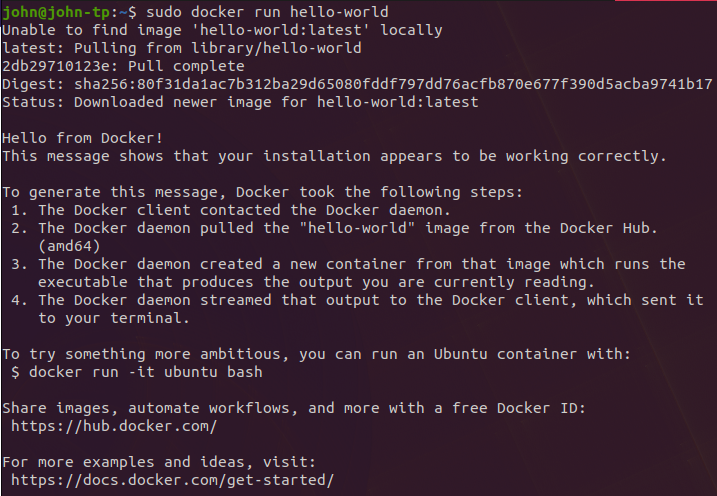 john@john-tp:~$ sudo docker run hello-world
Unable to find image 'hello-world:latest' locally
latest: Pulling from library/hello-world
2db29710123e: Pull complete
Digest: sha256:80f31da1ac7b312ba29d65080fddf797dd76acfb870e677f390d5acba9741b17
Status: Downloaded newer image for hello-world:latest

Hello from Docker!
This message shows that your installation appears to be working correctly.

To generate this message, Docker took the following steps:
 1. The Docker client contacted the Docker daemon.
 2. The Docker daemon pulled the "hello-world" image from the Docker Hub.
    (amd64)
 3. The Docker daemon created a new container from that image which runs the
    executable that produces the output you are currently reading.
 4. The Docker daemon streamed that output to the Docker client, which sent it
    to your terminal.

To try something more ambitious, you can run an Ubuntu container with:
 $ docker run -it ubuntu bash

Share images, automate workflows, and more with a free Docker ID:
 https://hub.docker.com/

For more examples and ideas, visit:
 https://docs.docker.com/get-started/